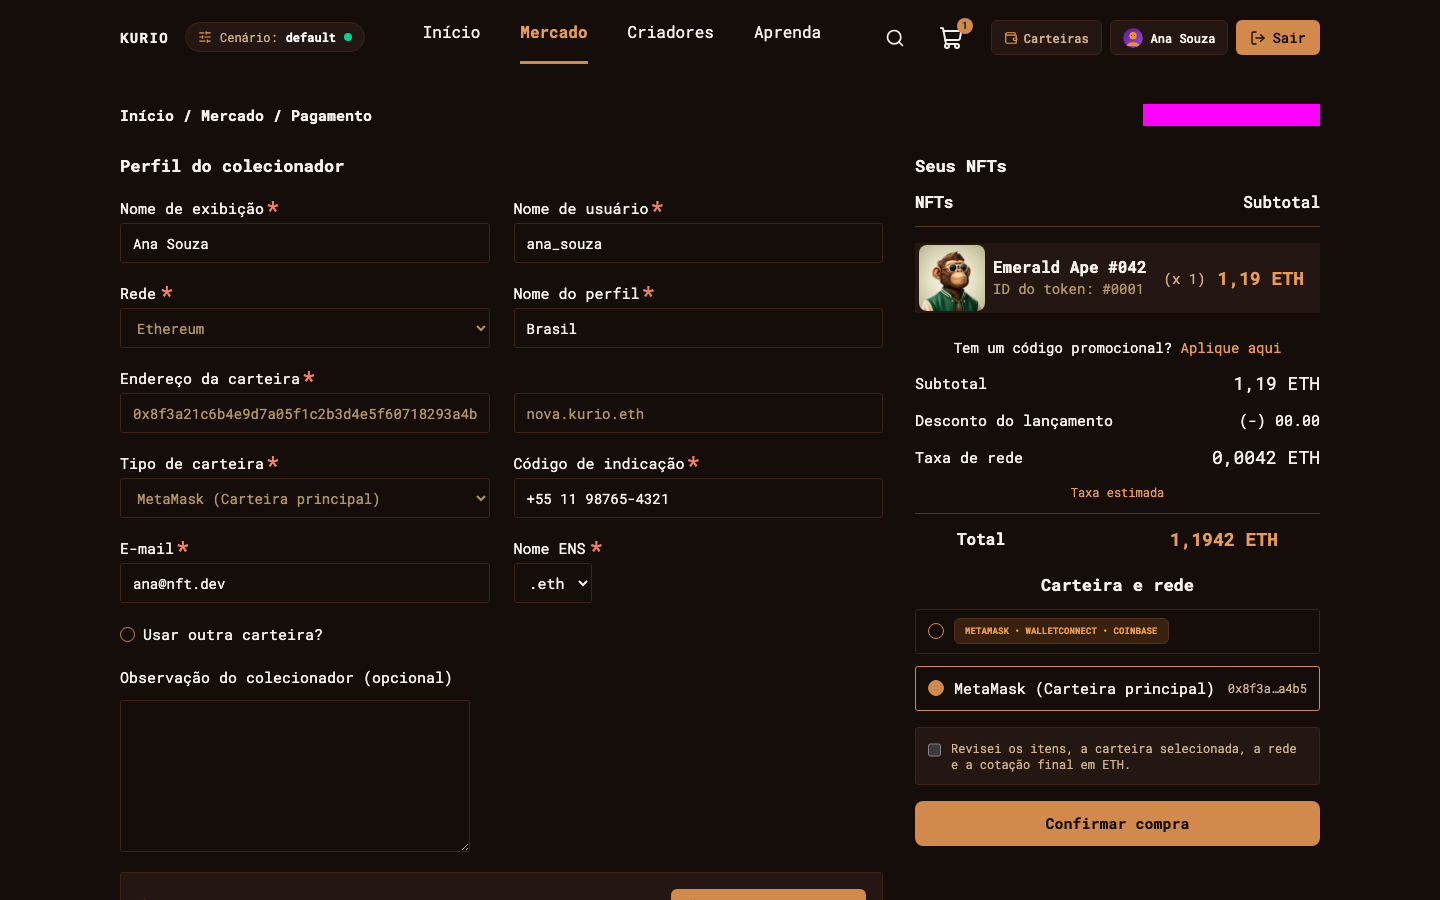 KURIO
Cenário: default
Início
Mercado
Criadores
Aprenda
1
Carteiras
Ana Souza
Sair
Início / Mercado / Pagamento
Perfil do colecionador
Nome de exibição *
Nome de usuário *
Ana Souza
ana_souza
Rede *
Nome do perfil *
Ethereum
Brasil
Endereço da carteira *
0x8f3a21c6b4e9d7a05f1c2b3d4e5f60718293a4b
nova.kurio.eth
Tipo de carteira *
Código de indicação *
MetaMask (Carteira principal)
+55 11 98765-4321
E-mail *
Nome ENS *
ana@nft.dev
.eth
Usar outra carteira?
Observação do colecionador (opcional)
Seus NFTs
NFTs Subtotal
Emerald Ape #042
ID do token: #0001
(x 1) 1,19 ETH
Tem um código promocional? Aplique aqui
Subtotal 1,19 ETH
Desconto do lançamento (-) 00.00
Taxa de rede 0,0042 ETH
Taxa estimada
Total 1,1942 ETH
Carteira e rede
METAMASK • WALLETCONNECT • COINBASE
MetaMask (Carteira principal) 0x8f3a…a4b5
Revisei os itens, a carteira selecionada, a rede
e a cotação final em ETH.
Confirmar compra